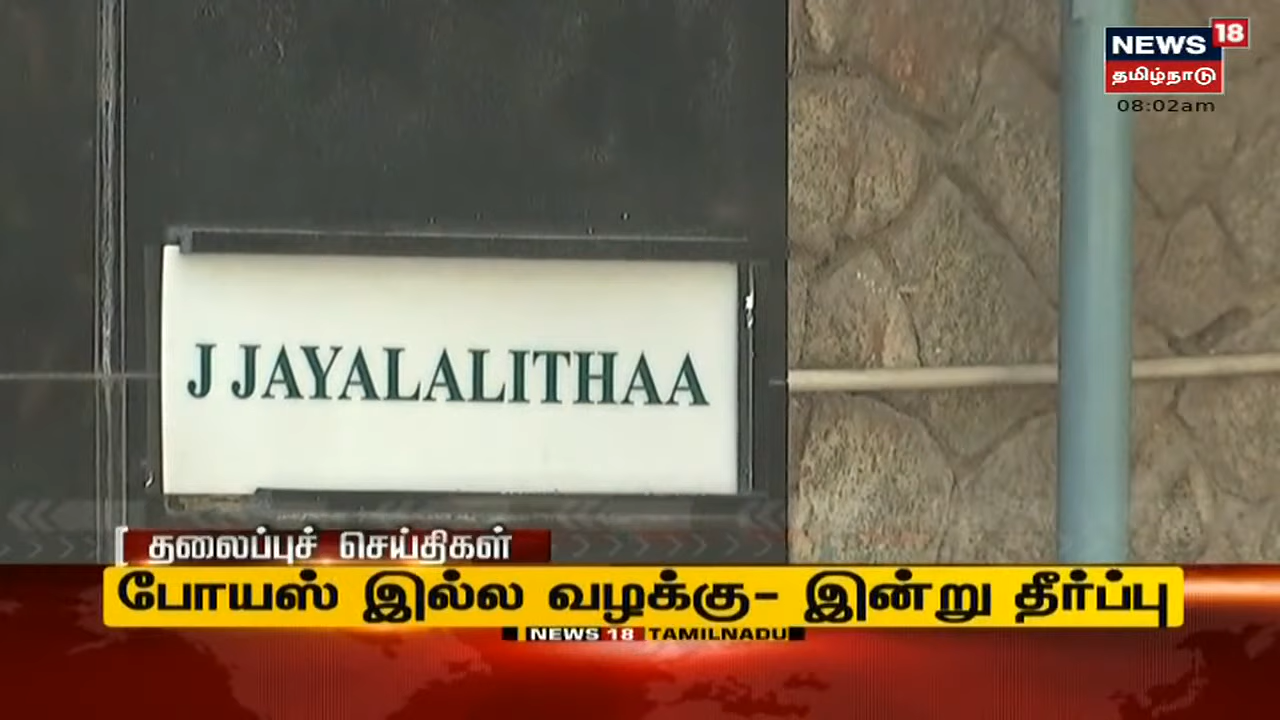 NEWS 18
தமிழ்நாடு
08:02am
J JAYALALITHAA
தலைப்புச் செய்திகள்
போயஸ் இல்ல வழக்கு- இன்று தீர்ப்பு
NEWS 18 TAMILNADU